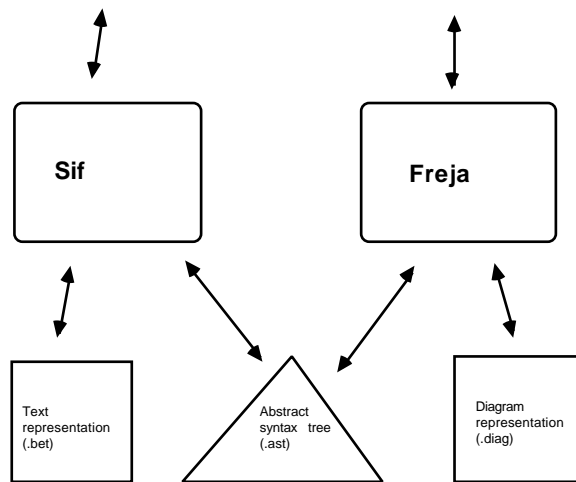 Sif
Freja
Text
representation
(.bet)
Abstract
syntax tree
(.ast)
Diagram
representation
(.diag)